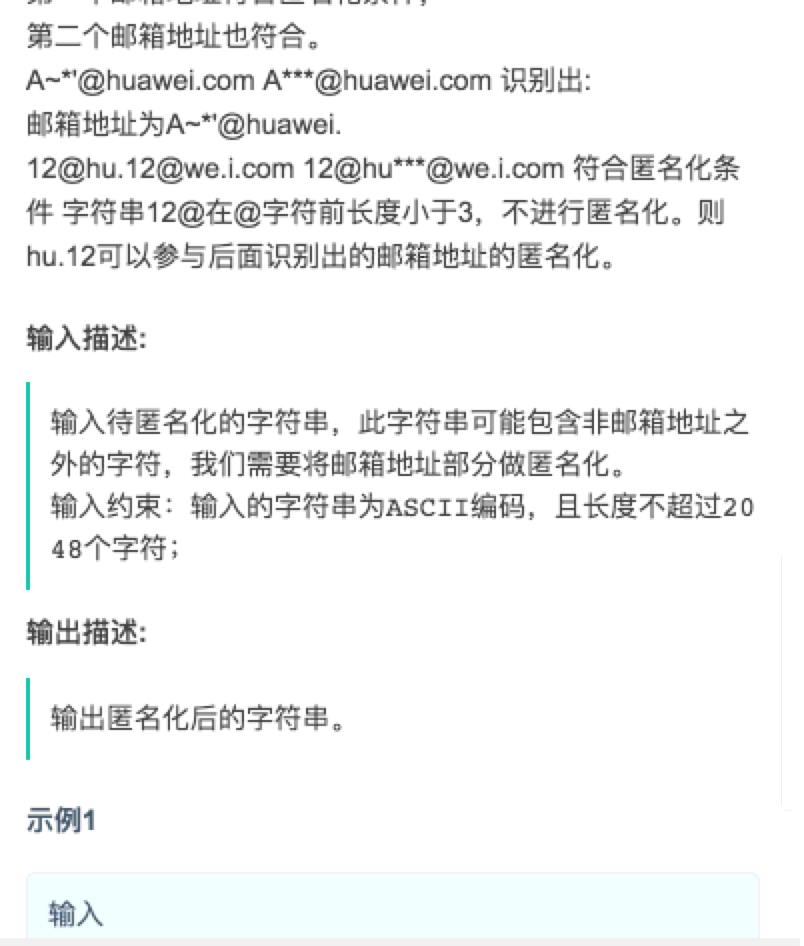 第二个邮箱地址也符合。
A~*'@huawei.com A***@huawei.com 识别出:
邮箱地址为A~*'@huawei.
12@hu.12@we.i.com 12@hu***@we.i.com 符合匿名化条
件 字符串12@在@字符前长度小于3，不进行匿名化。则
hu.12可以参与后面识别出的邮箱地址的匿名化。
输入描述:
输入待匿名化的字符串，此字符串可能包含非邮箱地址之
外的字符，我们需要将邮箱地址部分做匿名化。
输入约束：输入的字符串为ASCII编码，且长度不超过20
48个字符；
输出描述:
输出匿名化后的字符串。
示例1
输入